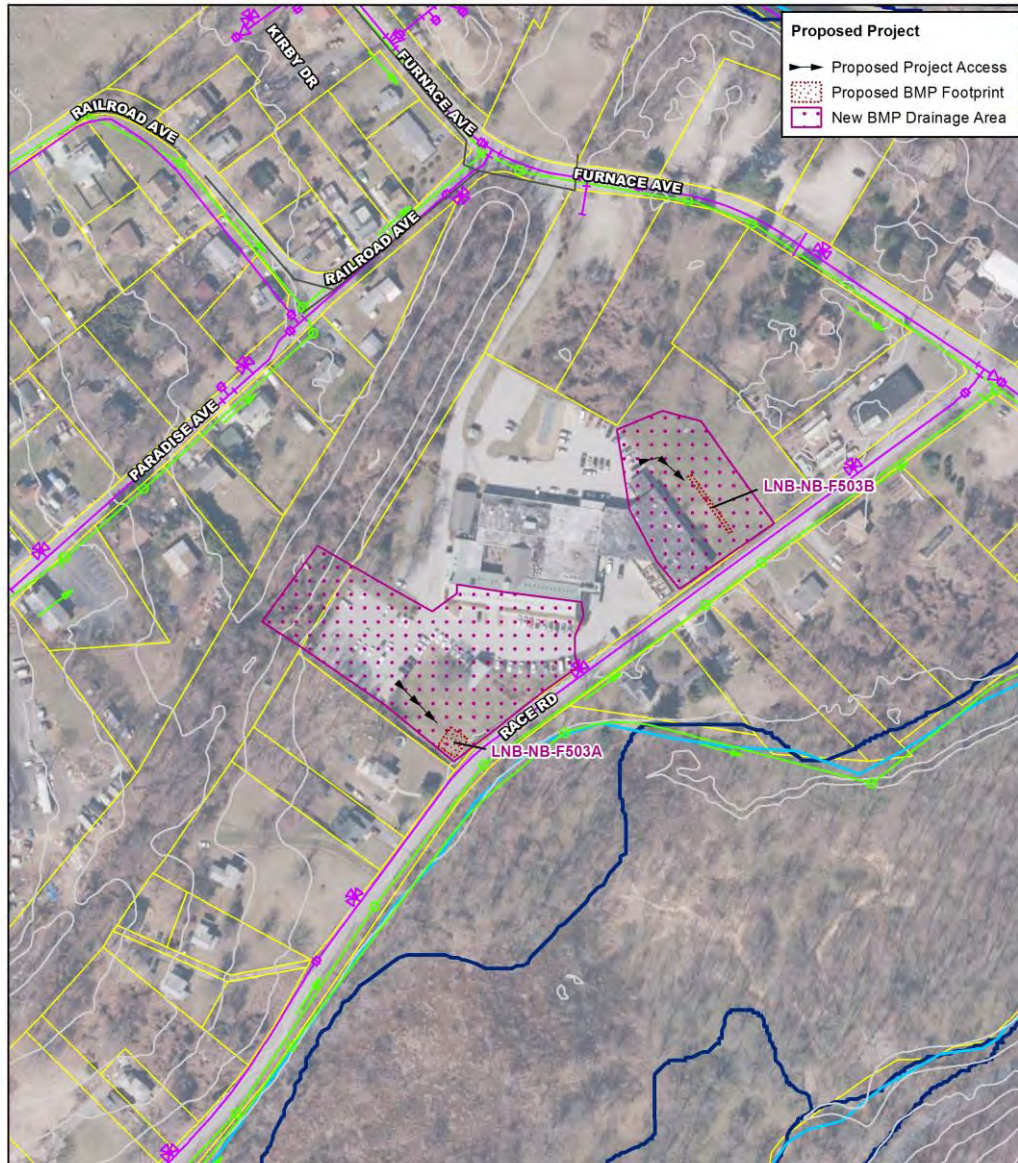 Proposed Project
Proposed Project Access
Proposed BMP Footprint
New BMP Drainage Area
KIRBY DR
FURNACE AVE
RAILROAD AVE
FURNACE AVE
RAILROAD AVE
PARADISE AVE
LNB-NB-F503B
RACE RD
LNB-NB-F503A